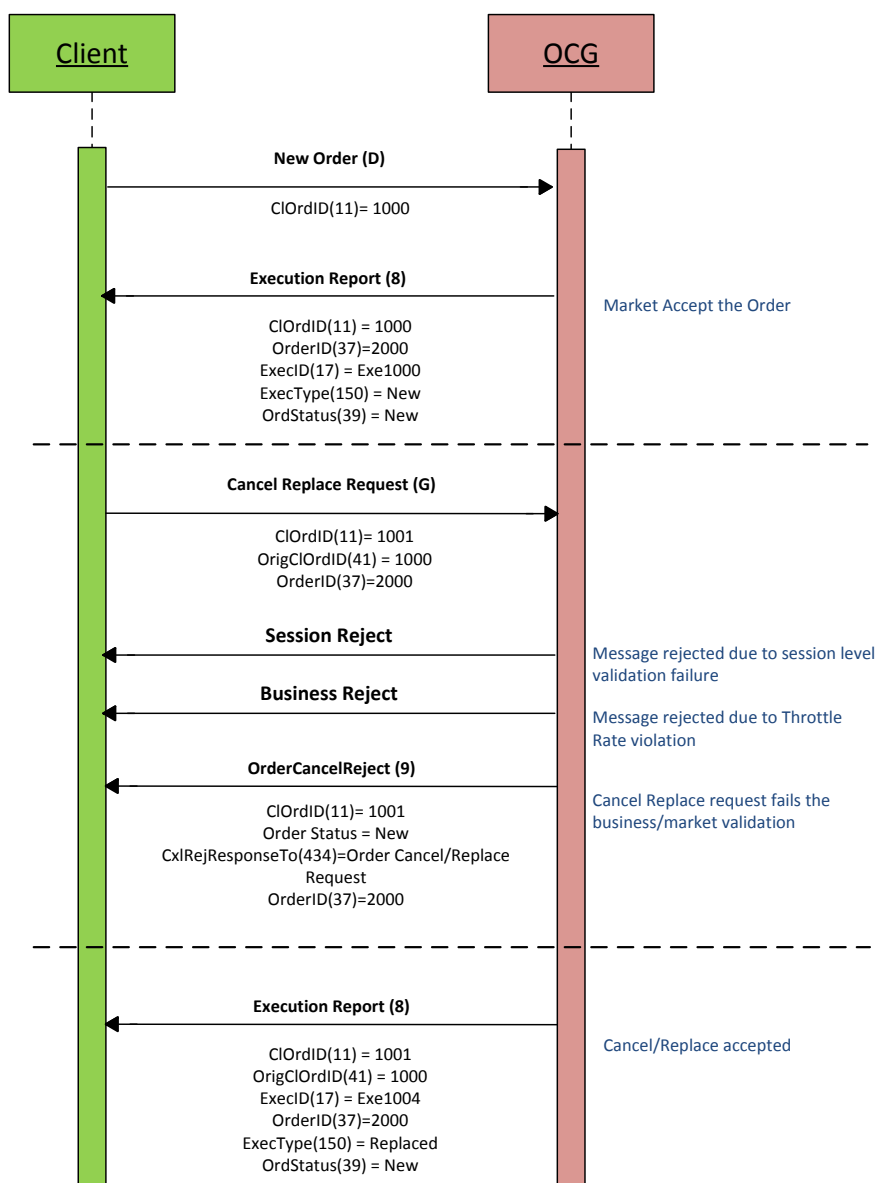 Client
OCG
New Order (D)
ClOrdID(11)= 1000
Execution Report (8)
Market Accept the Order
ClOrdID(11) = 1000
OrderID(37)=2000
ExecID(17) = Exe1000
ExecType(150) = New
OrdStatus(39) = New
Cancel Replace Request (G)
ClOrdID(11)= 1001
OrigClOrdID(41) = 1000
OrderID(37)=2000
Session Reject
Message rejected due to session level
validation failure
Business Reject
Message rejected due to Throttle
Rate violation
OrderCancelReject (9)
Cancel Replace request fails the
business/market validation
ClOrdID(11)= 1001
Order Status = New
CxlRejResponseTo(434)=Order Cancel/Replace
Request
OrderID(37)=2000
Execution Report (8)
Cancel/Replace accepted
ClOrdID(11) = 1001
OrigClOrdID(41) = 1000
ExecID(17) = Exe1004
OrderID(37)=2000
ExecType(150) = Replaced
OrdStatus(39) = New